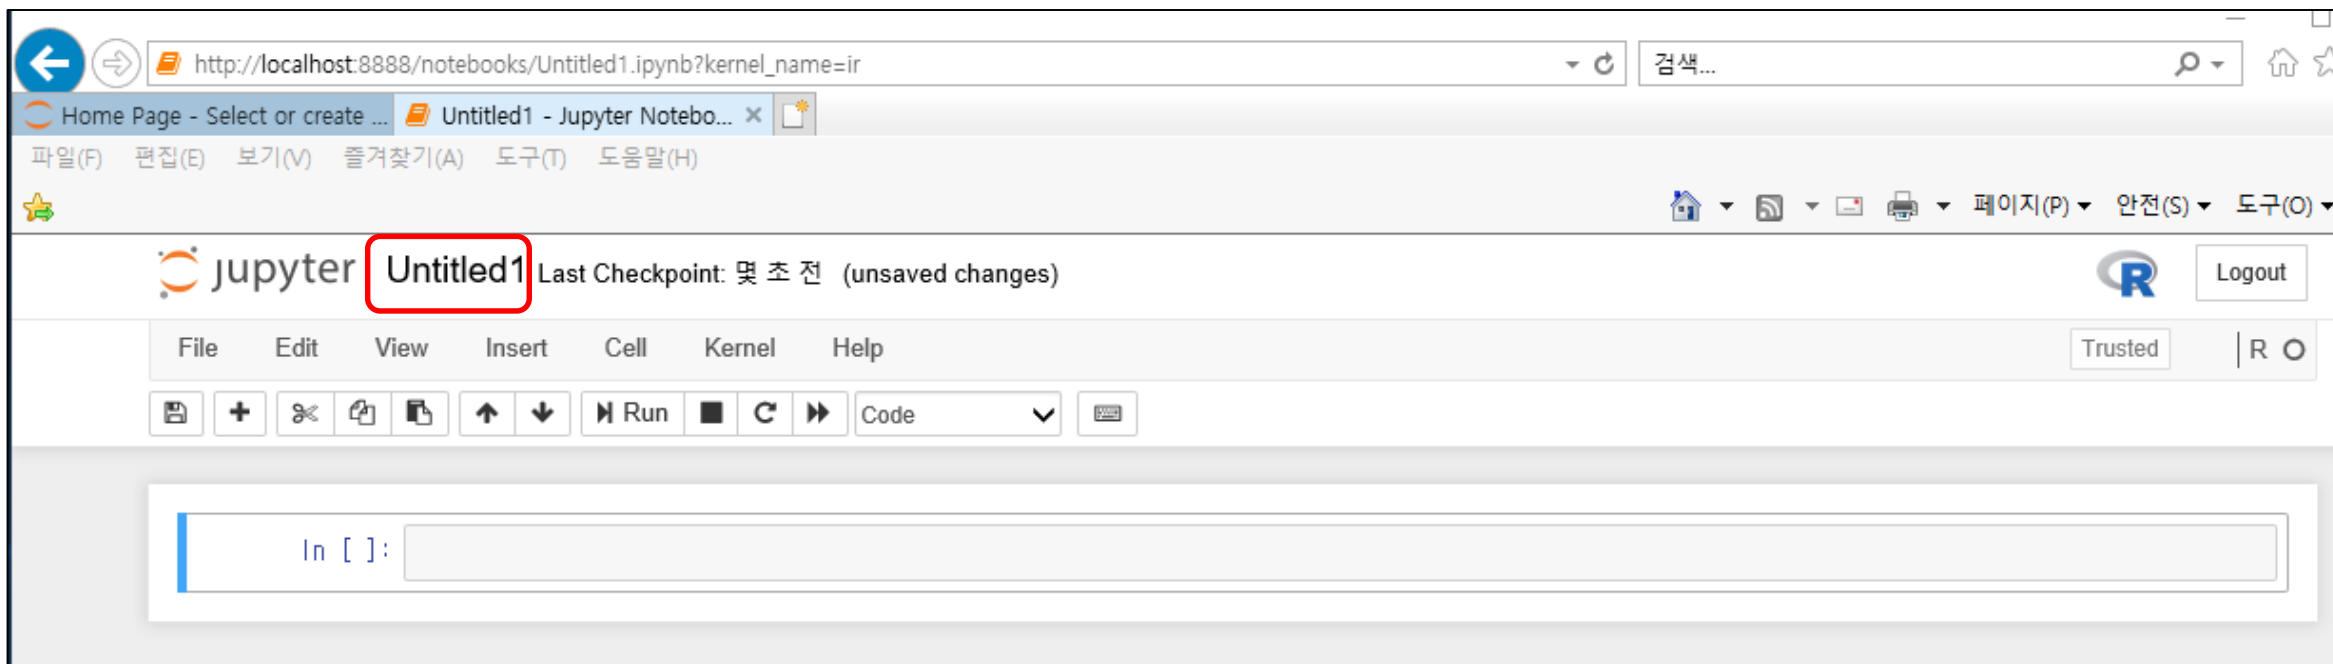 http://localhost:8888/notebooks/Untitled1.ipynb?kernel_name=ir 검색...
Home Page - Select or create ... Untitled1 - Jupyter Notebo...
파일(F) 편집(E) 보기(V) 즐겨찾기(A) 도구(T) 도움말(H)
페이지(P) 안전(S) 도구(O)
jupyter Untitled1 Last Checkpoint: 몇 초 전 (unsaved changes) R Logout
File Edit View Insert Cell Kernel Help Trusted R
Run Code
In [ ]: